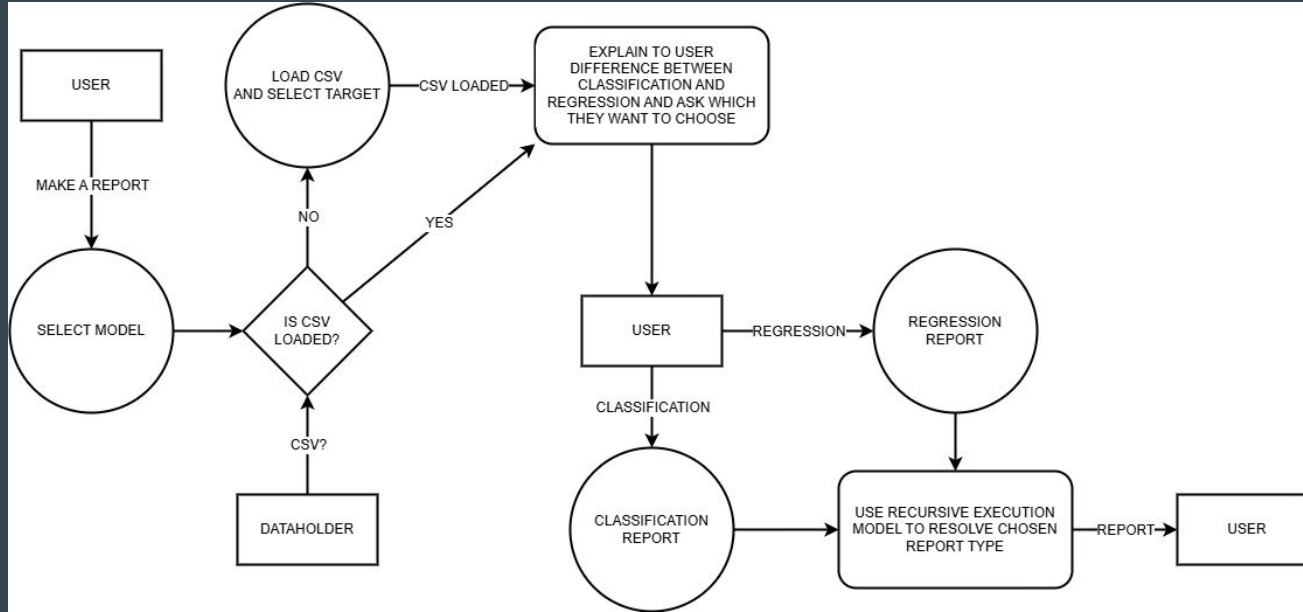 USER
MAKE A REPORT
SELECT MODEL
LOAD CSV
AND SELECT TARGET
CSV LOADED
NO
YES
IS CSV
LOADED?
CSV?
DATAHOLDER
EXPLAIN TO USER
DIFFERENCE BETWEEN
CLASSIFICATION AND
REGRESSION AND ASK WHICH
THEY WANT TO CHOOSE
USER
REGRESSION
REGRESSION
REPORT
CLASSIFICATION
CLASSIFICATION
REPORT
USE RECURSIVE EXECUTION
MODEL TO RESOLVE CHOSEN
REPORT TYPE
REPORT
USER